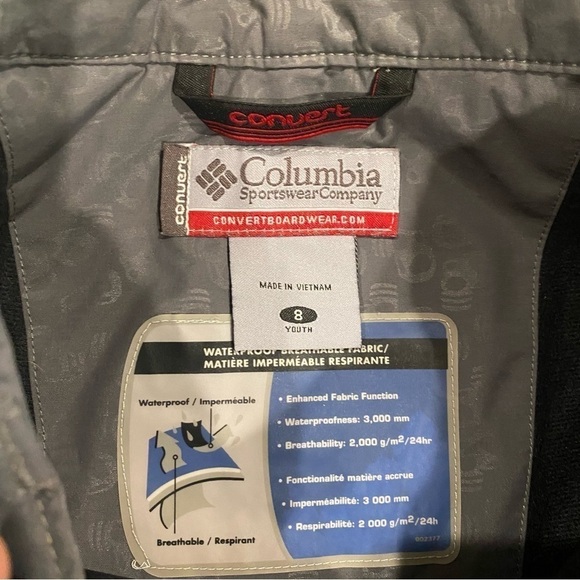 convert
convert
Columbia
Sportswear Company
CONVERTBOARDWEAR.COM
MADE IN VIETNAM
8
YOUTH
WATERPROOF BREATHABLE FABRIC/
MATIÈRE IMPERMÉABLE RESPIRANTE
Waterproof / Imperméable
• Enhanced Fabric Function
• Waterproofness: 3,000 mm
• Breathability: 2,000 g/m²/24hr
• Fonctionalité matière accrue
• Imperméabilité: 3 000 mm
• Respirabilité: 2 000 g/m²/24h
Breathable / Respirant
902377